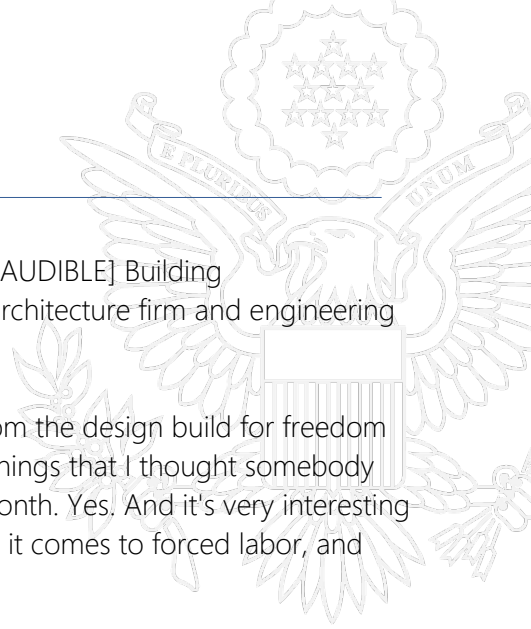 E PLURIBUS
UNUM
AUDIBLE] Building
rchitecture firm and engineering
om the design build for freedom
hings that I thought somebody
onth. Yes. And it's very interesting
it comes to forced labor, and